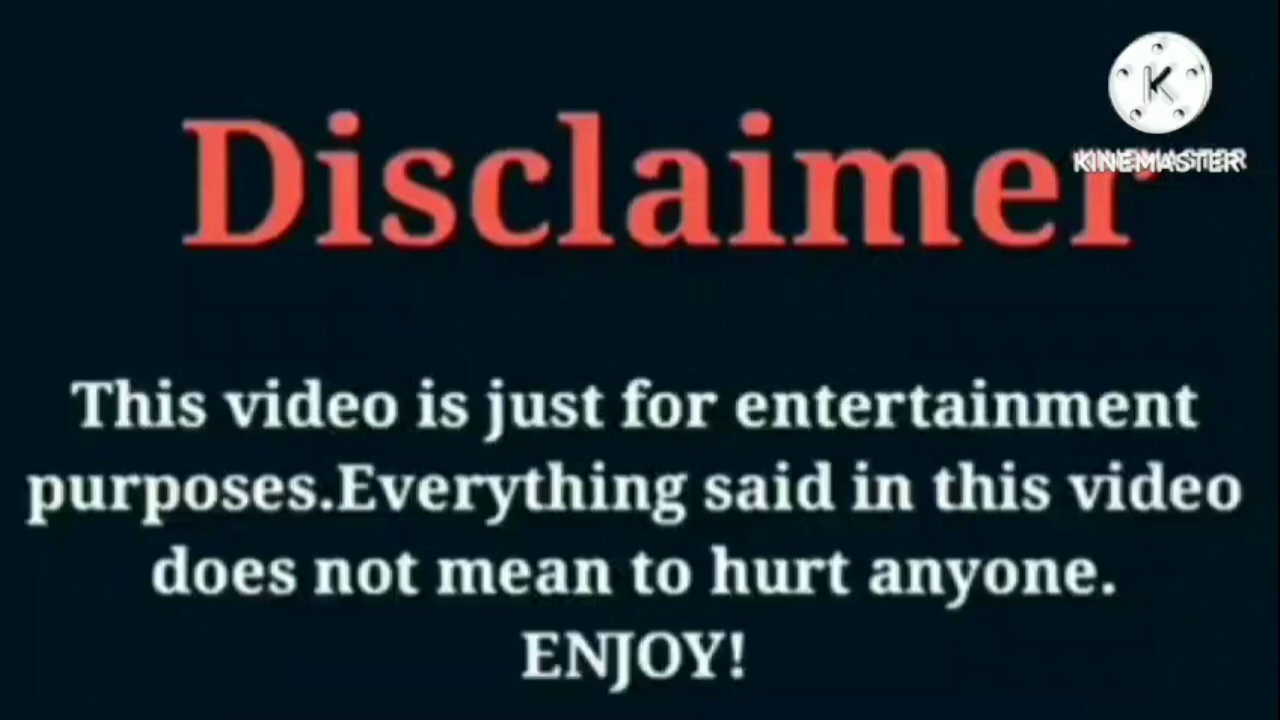 K
KINEMASTER
Disclaimer
This video is just for entertainment
purposes.Everything said in this video
does not mean to hurt anyone.
ENJOY!